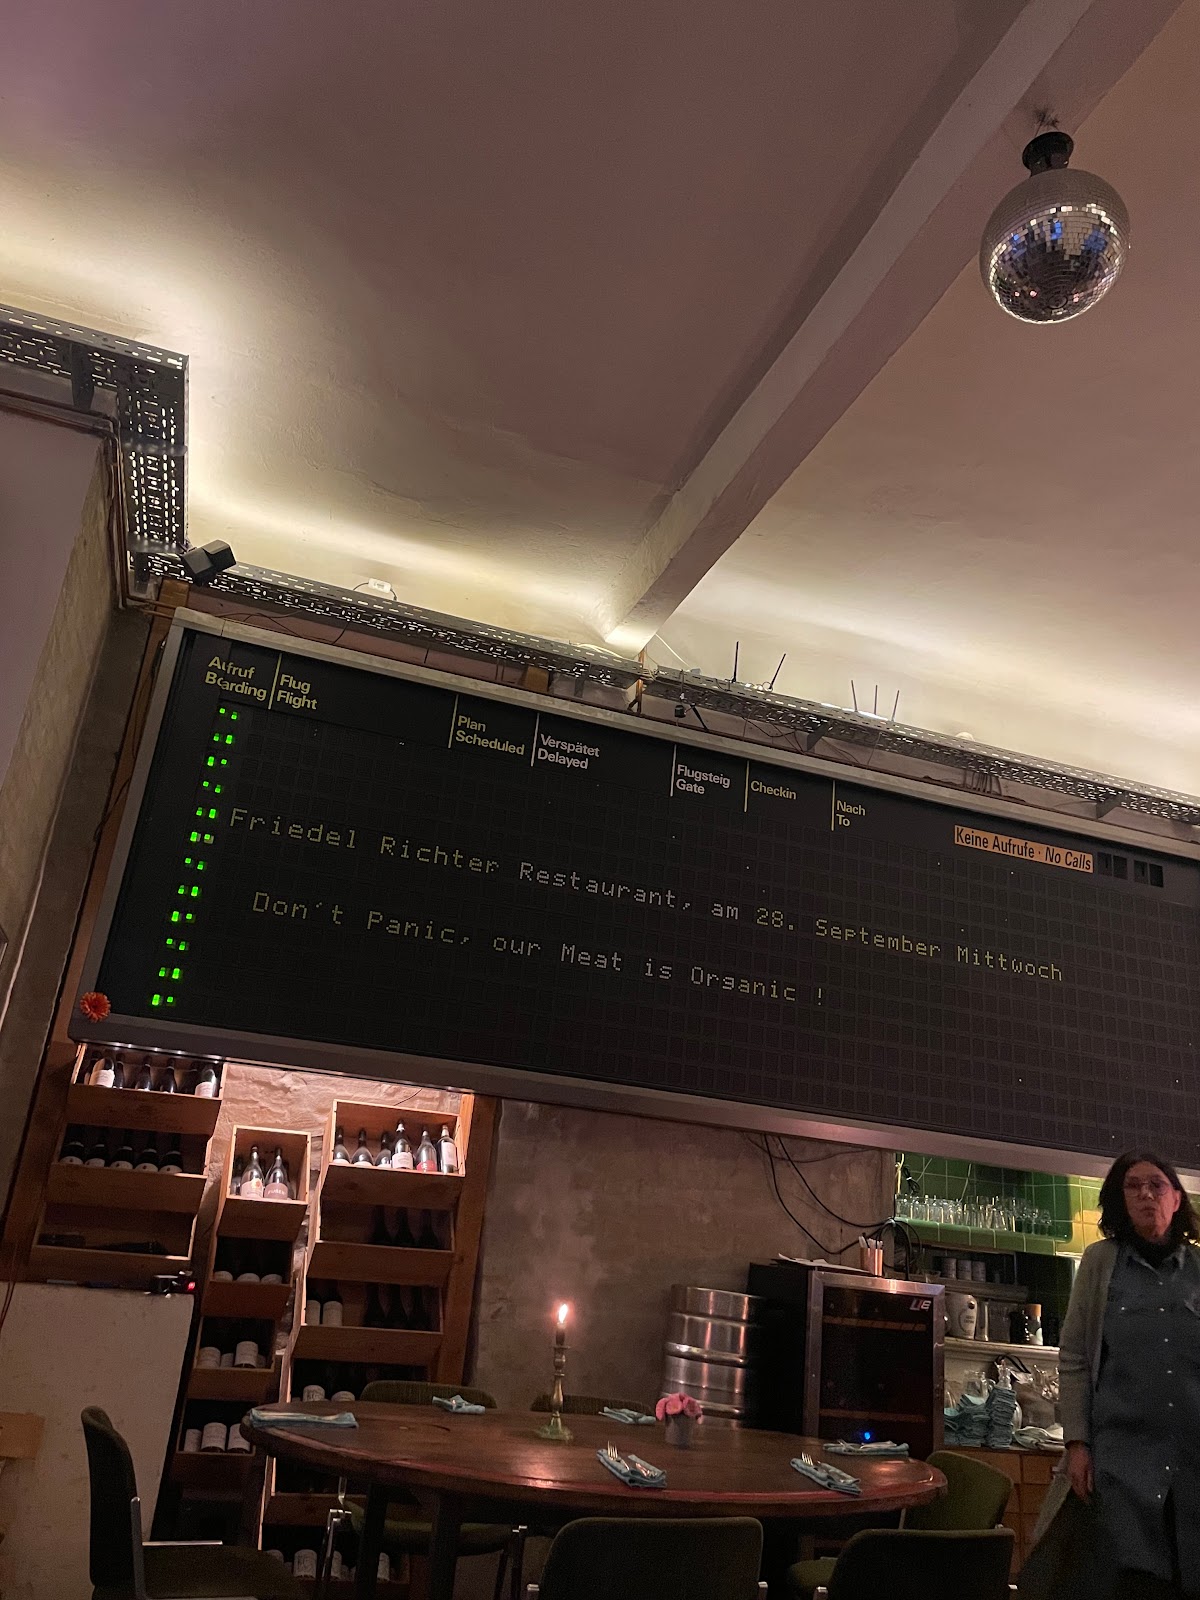 Aufruf
Boarding
Flug
Flight
Plan
Scheduled
Verspätet
Delayed
Flugsteig
Gate
Checkin
Nach
To
Keine Aufrufe · No Calls
Friedel Richter Restaurant, am 28. September Mittwoch
Don´t Panic, our Meat is Organic !